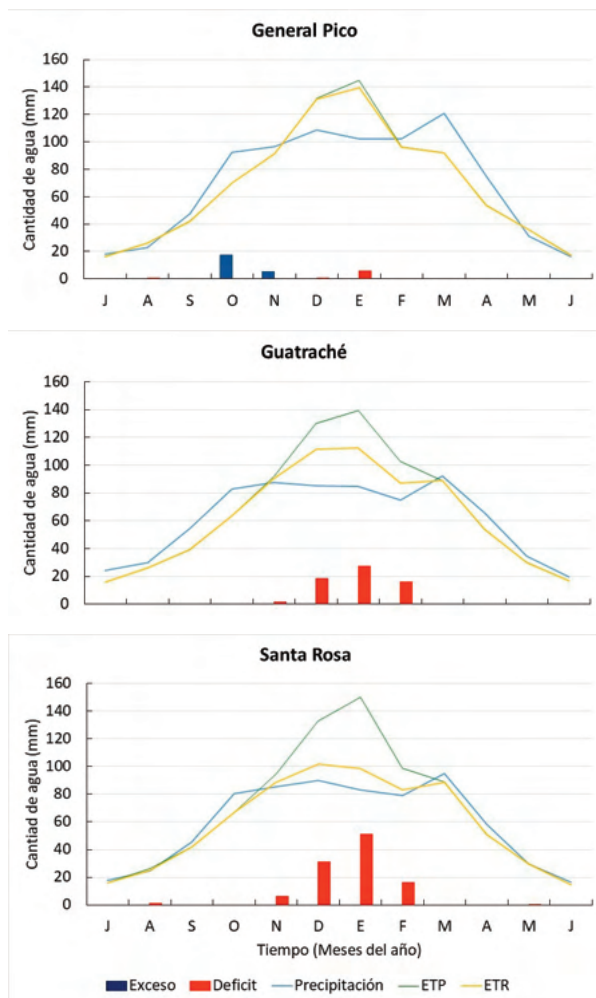 General Pico
Cantidad de agua (mm)
160
140
120
100
80
60
40
20
0
J A S O N D E F M A M J
Guatraché
Cantidad de agua (mm)
160
140
120
100
80
60
40
20
0
Santa Rosa
Cantiad de agua (mm)
160
140
120
100
80
60
40
20
0
J A S O N D E F M A M J
Tiempo (Meses del año)
Exceso Deficit Precipitación ETP ETR